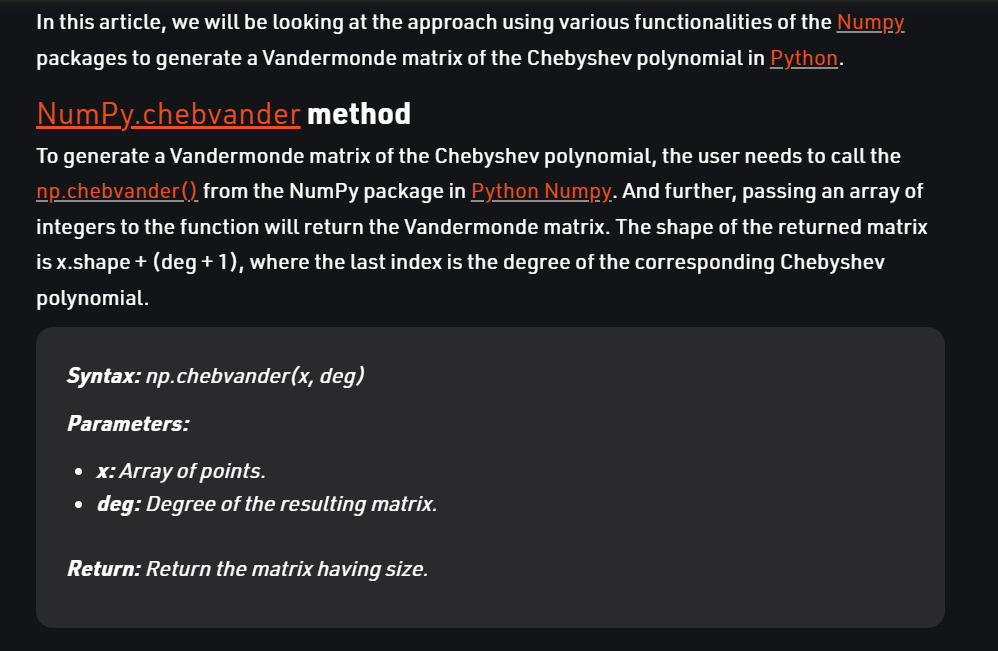 In this article, we will be looking at the approach using various functionalities of the Numpy
packages to generate a Vandermonde matrix of the Chebyshev polynomial in Python.
NumPy.chebvander method
To generate a Vandermonde matrix of the Chebyshev polynomial, the user needs to call the
np.chebvander() from the NumPy package in Python Numpy. And further, passing an array of
integers to the function will return the Vandermonde matrix. The shape of the returned matrix
is x.shape + (deg + 1), where the last index is the degree of the corresponding Chebyshev
polynomial.
Syntax: np.chebvander(x, deg)
Parameters:
• x: Array of points.
• deg: Degree of the resulting matrix.
Return: Return the matrix having size.